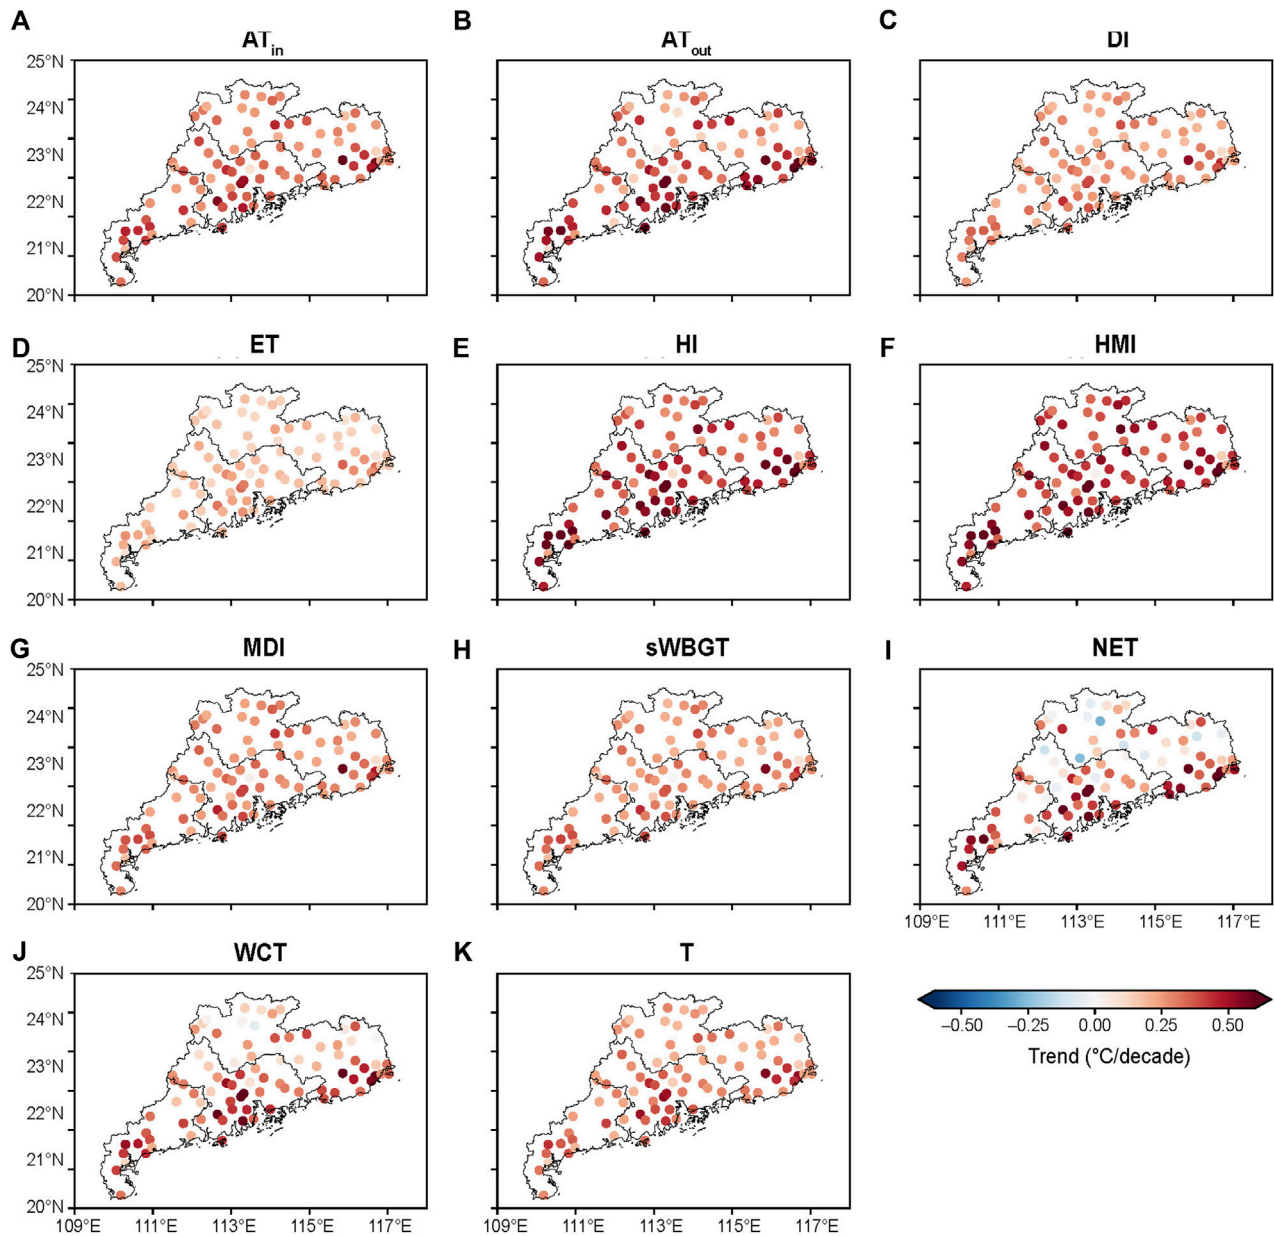 A B C
AT_in AT_out DI
25°N
24°N
23°N
22°N
21°N
20°N
D ET E HI F HMI
25°N
24°N
23°N
22°N
21°N
20°N
G MDI H sWBGT I NET
25°N
24°N
23°N
22°N
21°N
20°N
109°E 111°E 113°E 115°E 117°E
J WCT K T
25°N
24°N
23°N
22°N
21°N
20°N
109°E 111°E 113°E 115°E 117°E 109°E 111°E 113°E 115°E 117°E
−0.50 −0.25 0.00 0.25 0.50
Trend (°C/decade)